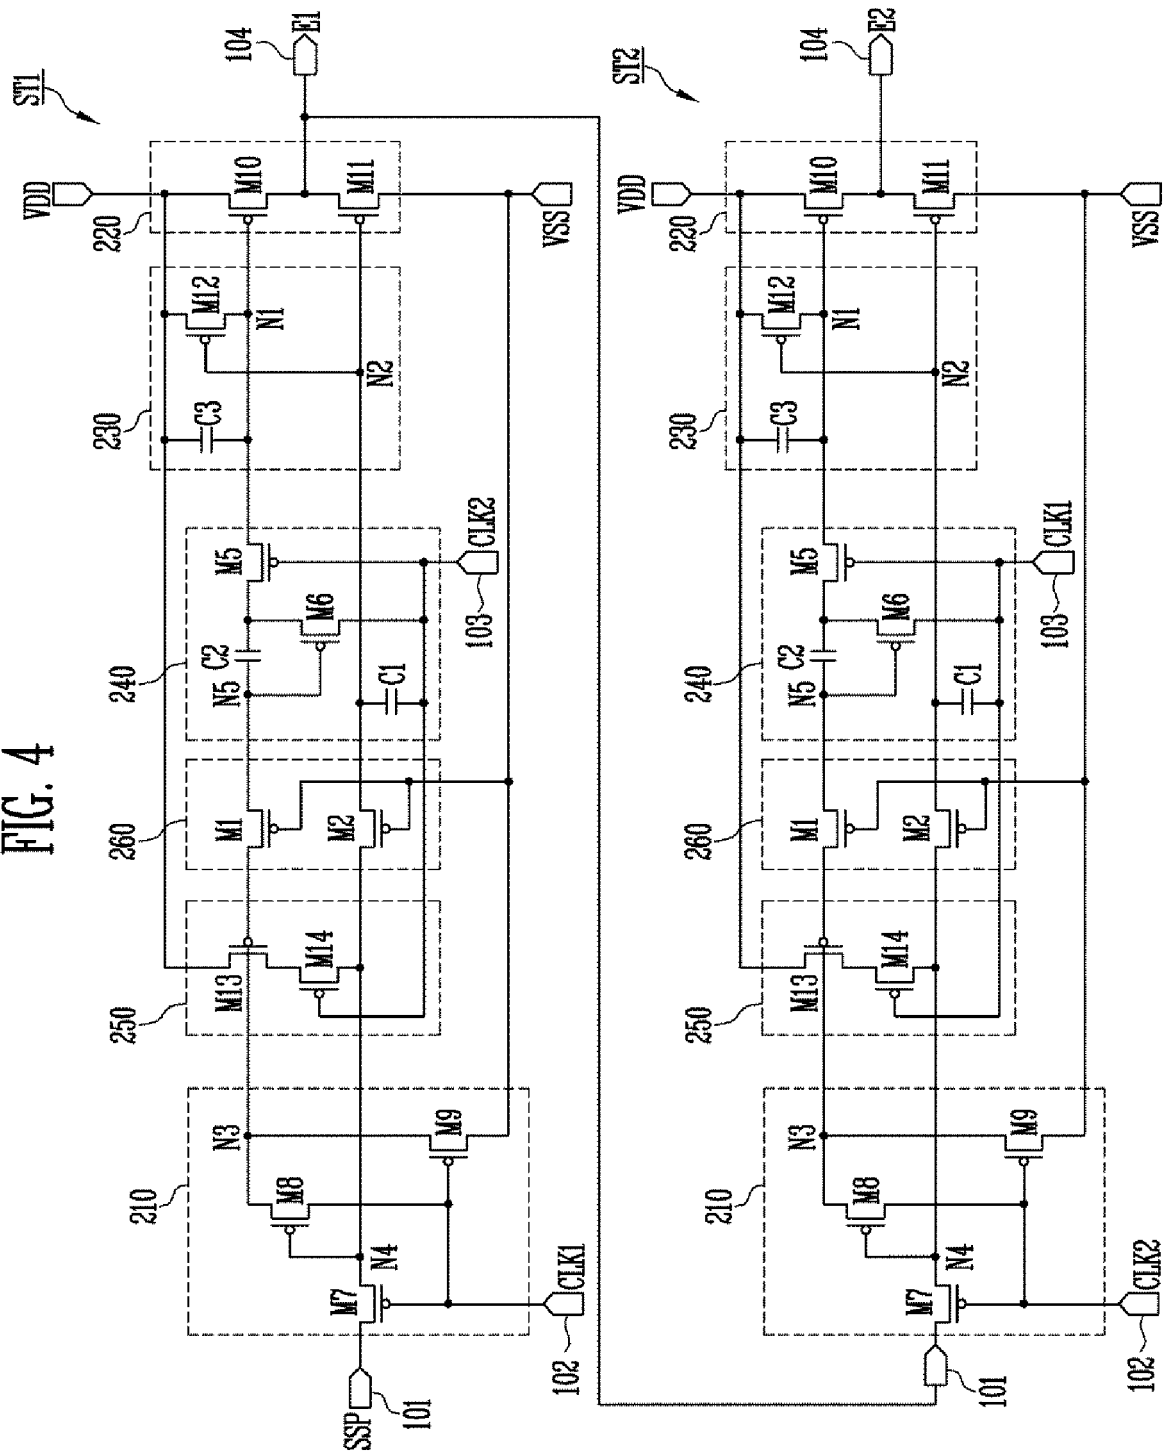 FIG. 4
ST1
VDD
220
M10
M11
104
E1
VSS
230
M12
N1
N2
C3
240
M5
M6
C2
N5
C1
CLK2
103
260
M1
M2
250
M13
M14
210
N3
M9
M8
N4
M7
CLK1
102
SSP
101
ST2
VDD
220
M10
M11
104
E2
VSS
230
M12
N1
N2
C3
240
M5
M6
C2
N5
C1
CLK1
103
260
M1
M2
250
M13
M14
210
N3
M9
M8
N4
M7
CLK2
102
101